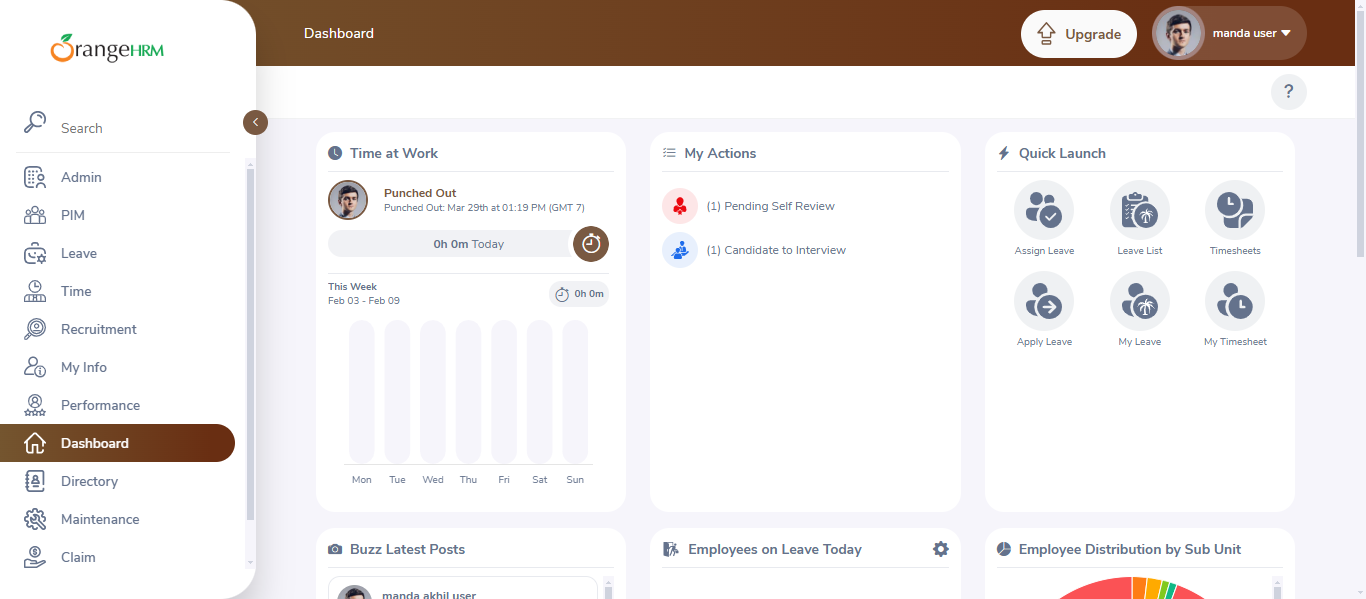 OrangeHRM
Search
Admin
PIM
Leave
Time
Recruitment
My Info
Performance
Dashboard
Directory
Maintenance
Claim
Dashboard
Upgrade
manda user
?
Time at Work
Punched Out
Punched Out: Mar 29th at 01:19 PM (GMT 7)
0h 0m Today
This Week
Feb 03 - Feb 09
0h 0m
Mon Tue Wed Thu Fri Sat Sun
My Actions
(1) Pending Self Review
(1) Candidate to Interview
Quick Launch
Assign Leave Leave List Timesheets
Apply Leave My Leave My Timesheet
Buzz Latest Posts
manda akhil user
Employees on Leave Today
Employee Distribution by Sub Unit